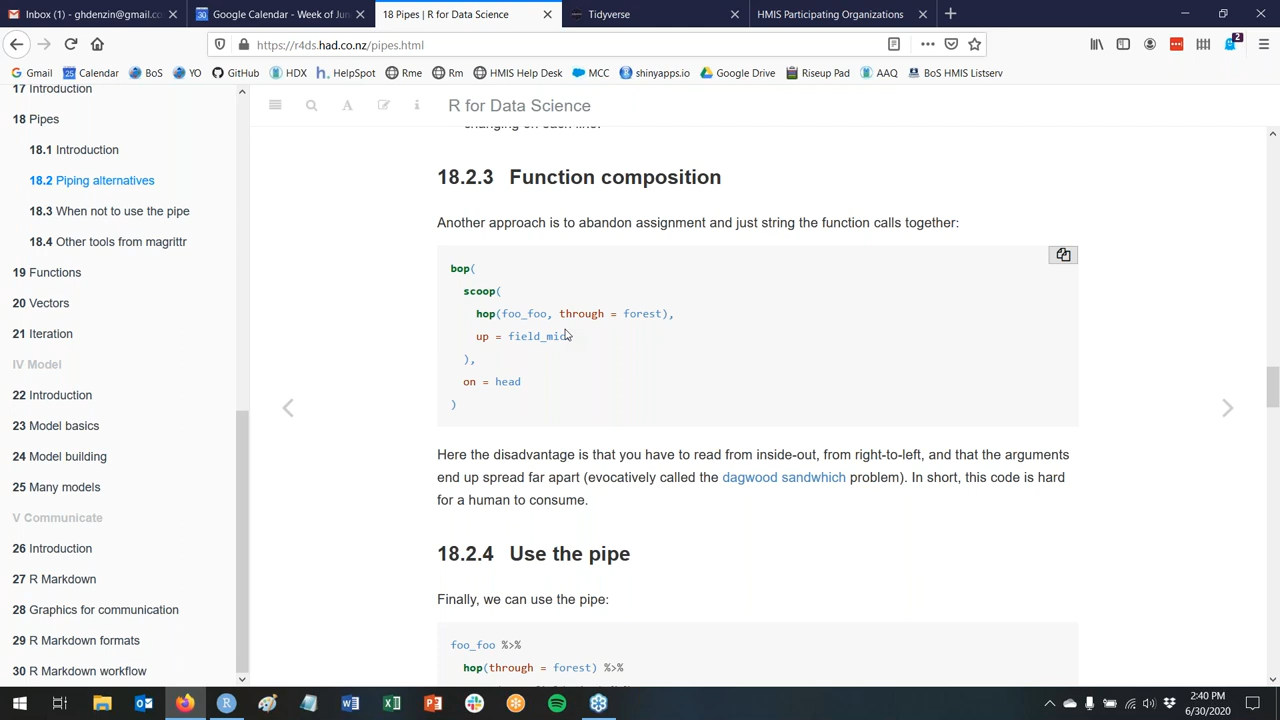 Inbox (1) - ghdenzin@gmail.co
Google Calendar - Week of Jun
18 Pipes | R for Data Science
Tidyverse
HMIS Participating Organizations
https://r4ds.had.co.nz/pipes.html
2
Gmail
Calendar
BoS
YO
GitHub
HDX
HelpSpot
Rme
Rm
HMIS Help Desk
MCC
shinyapps.io
Google Drive
Riseup Pad
AAQ
BoS HMIS Listserv
17 Introduction
18 Pipes
18.1 Introduction
18.2 Piping alternatives
18.3 When not to use the pipe
18.4 Other tools from magrittr
19 Functions
20 Vectors
21 Iteration
IV Model
22 Introduction
23 Model basics
24 Model building
25 Many models
V Communicate
26 Introduction
27 R Markdown
28 Graphics for communication
29 R Markdown formats
30 R Markdown workflow
R for Data Science
changing on each line.
18.2.3 Function composition
Another approach is to abandon assignment and just string the function calls together:
bop(
scoop(
hop(foo_foo, through = forest),
up = field_mic
),
on = head
)
Here the disadvantage is that you have to read from inside-out, from right-to-left, and that the arguments
end up spread far apart (evocatively called the dagwood sandwhich problem). In short, this code is hard
for a human to consume.
18.2.4 Use the pipe
Finally, we can use the pipe:
foo_foo %>%
hop(through = forest) %>%
2:40 PM
6/30/2020